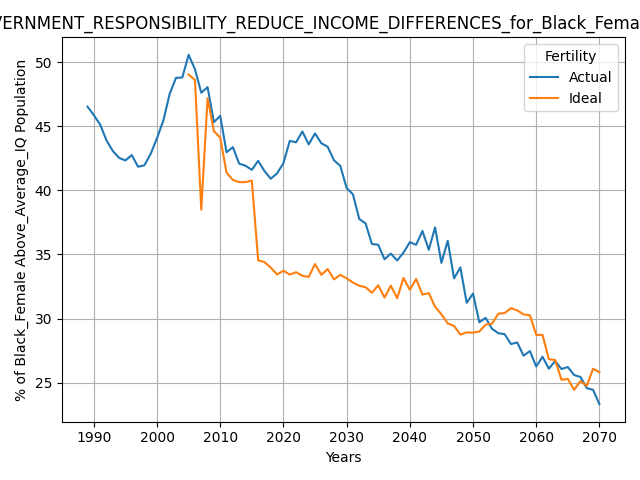 VERNMENT_RESPONSIBILITY_REDUCE_INCOME_DIFFERENCES_for_Black_Fema
Fertility
Actual
Ideal
% of Black_Female Above_Average_IQ Population
50
45
40
35
30
25
1990 2000 2010 2020 2030 2040 2050 2060 2070
Years